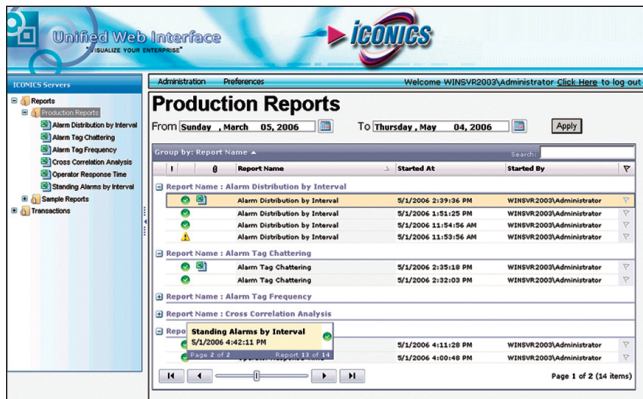 Unified Web Interface
"VISUALIZE YOUR ENTERPRISE"
ICONICS
ICONICS Servers
Reports
Production Reports
Alarm Distribution by Interval
Alarm Tag Chattering
Alarm Tag Frequency
Cross Correlation Analysis
Operator Response Time
Standing Alarms by Interval
Sample Reports
Transactions
Administration Preferences Welcome WINSVR2003\Administrator Click Here to log out
Production Reports
From Sunday , March 05, 2006 To Thursday , May 04, 2006 Apply
Group by: Report Name Search:
! Report Name Started At Started By
Report Name : Alarm Distribution by Interval
Alarm Distribution by Interval 5/1/2006 2:39:36 PM WINSVR2003\Administrator
Alarm Distribution by Interval 5/1/2006 1:51:25 PM WINSVR2003\Administrator
Alarm Distribution by Interval 5/1/2006 11:54:56 AM WINSVR2003\Administrator
Alarm Distribution by Interval 5/1/2006 11:53:56 AM WINSVR2003\Administrator
Report Name : Alarm Tag Chattering
Alarm Tag Chattering 5/1/2006 2:35:18 PM WINSVR2003\Administrator
Alarm Tag Chattering 5/1/2006 2:32:03 PM WINSVR2003\Administrator
Report Name : Alarm Tag Frequency
Report Name : Cross Correlation Analysis
Repo
Standing Alarms by Interval
5/1/2006 4:42:11 PM
Page 2 of 2 Report 13 of 14
5/1/2006 4:11:28 PM WINSVR2003\Administrator
5/1/2006 4:00:48 PM WINSVR2003\Administrator
Page 1 of 2 (14 items)